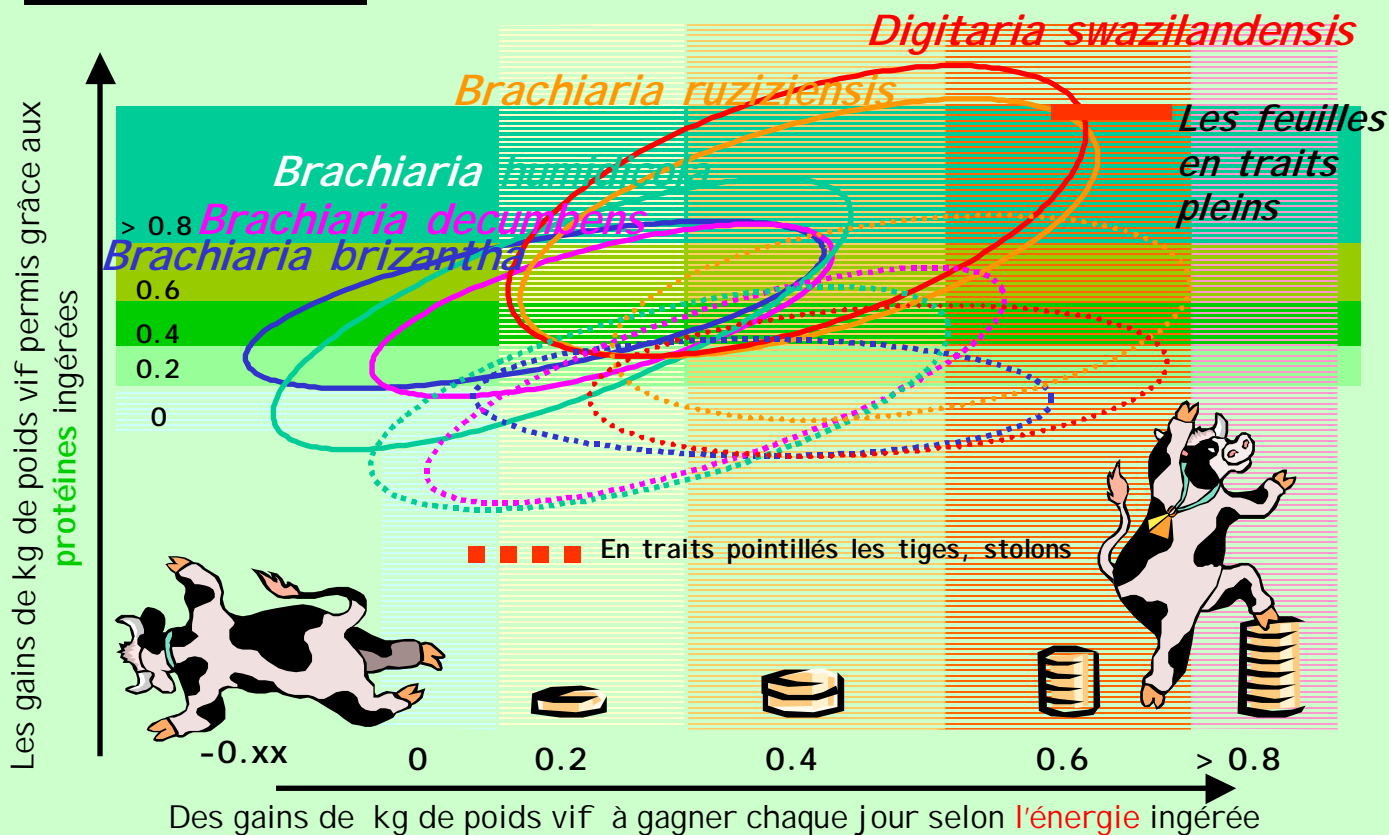 Digitaria swazilandensis
Brachiaria ruziziensis
Les feuilles
en traits
pleins
Brachiaria humidicola
Brachiaria decumbens
Brachiaria brizantha
> 0.8
0.6
0.4
0.2
0
Les gains de kg de poids vif permis grâce aux
protéines ingérées
En traits pointillés les tiges, stolons
-0.xx
0
0.2
0.4
0.6
> 0.8
Des gains de kg de poids vif à gagner chaque jour selon l'énergie ingérée